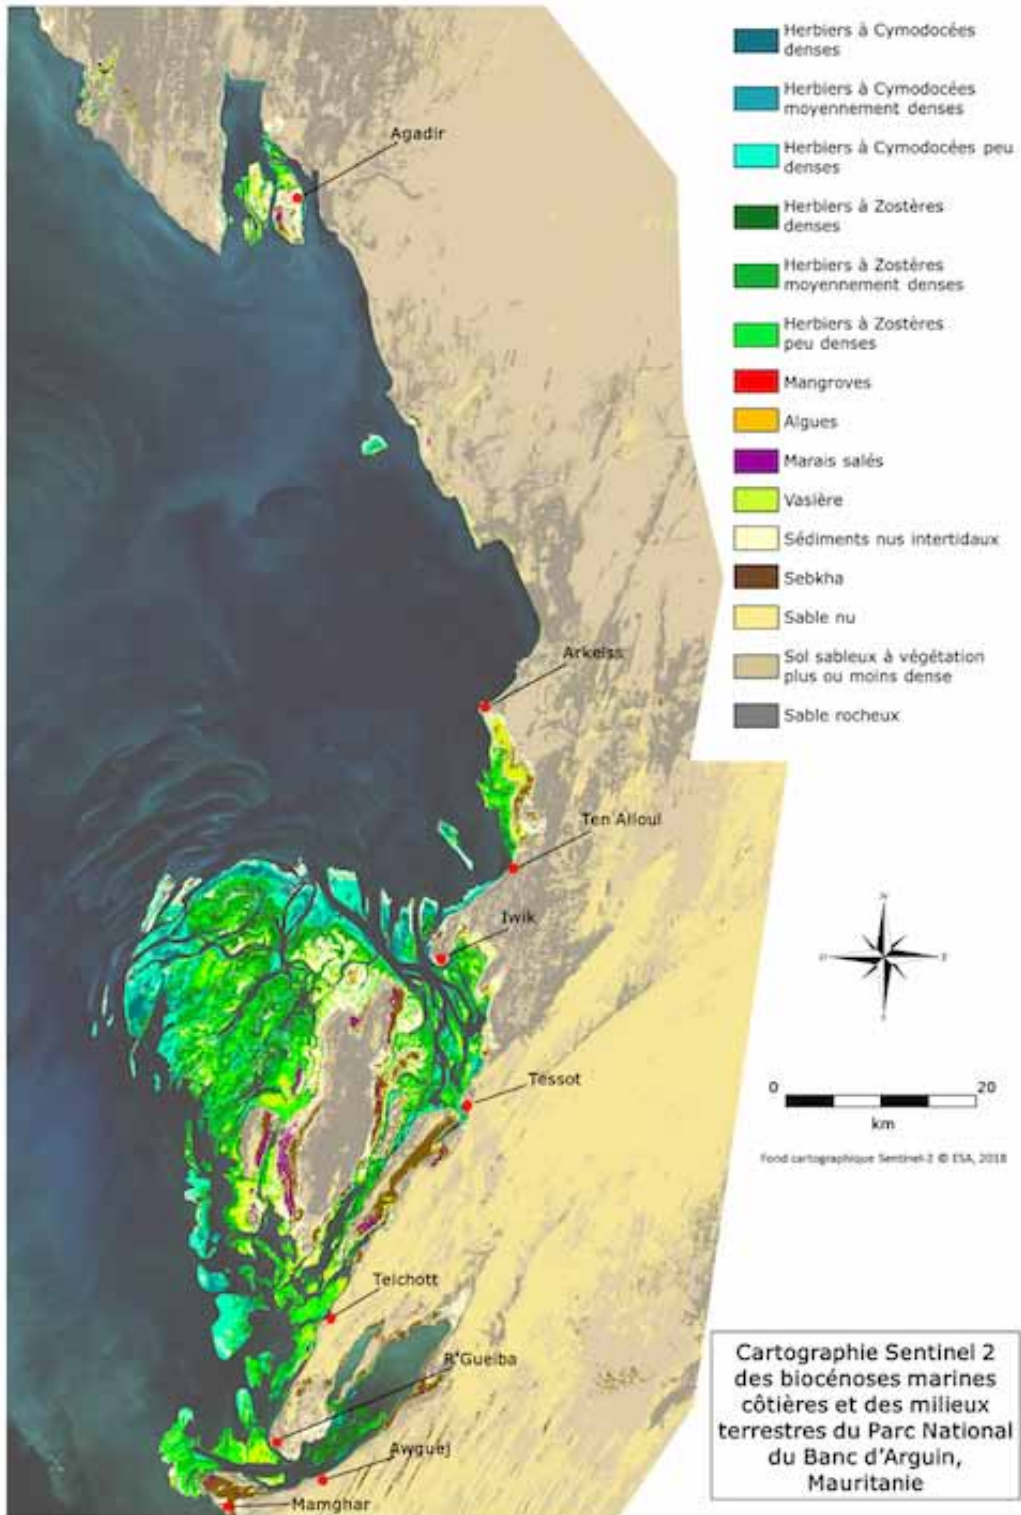 Herbiers à Cymodocées
denses
Herbiers à Cymodocées
moyennement denses
Herbiers à Cymodocées peu
denses
Herbiers à Zostères
denses
Herbiers à Zostères
moyennement denses
Herbiers à Zostères
peu denses
Mangroves
Algues
Marais salés
Vasière
Sédiments nus intertidaux
Sebkha
Sable nu
Sol sableux à végétation
plus ou moins dense
Sable rocheux
Agadir
Arkeiss
Ten Alloul
Iwik
Tessot
Teichott
R'Gueiba
Awguej
Mamghar
N
O
E
S
0
20
km
Fond cartographique Sentinel-2 © ESA, 2018
Cartographie Sentinel 2
des biocénoses marines
côtières et des milieux
terrestres du Parc National
du Banc d'Arguin,
Mauritanie